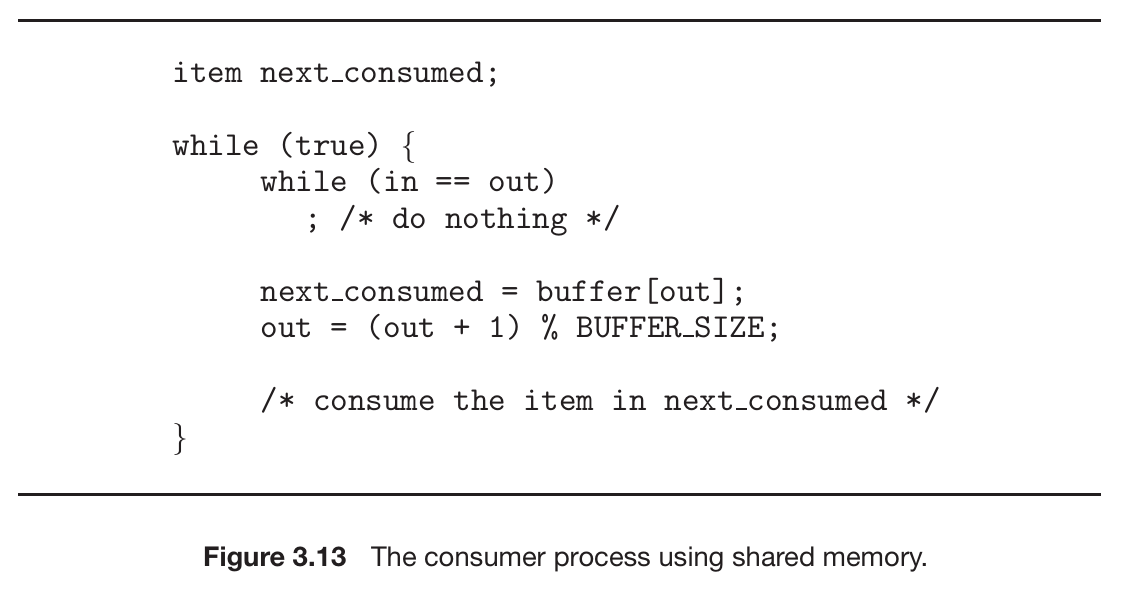 item next_consumed;
while (true) {
while (in == out)
; /* do nothing */
next_consumed = buffer[out];
out = (out + 1) % BUFFER_SIZE;
/* consume the item in next_consumed */
}
Figure 3.13 The consumer process using shared memory.